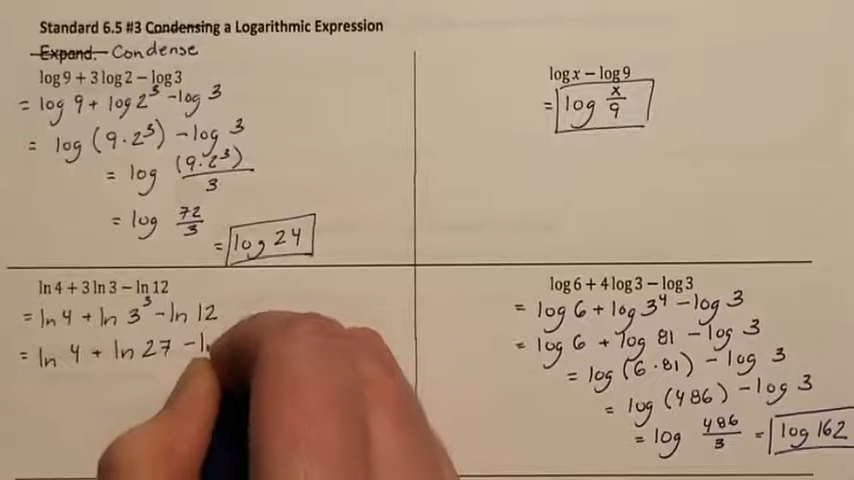 Standard 6.5 #3 Condensing a Logarithmic Expression
Expand. Condense
log 9 + 3 log 2 − log 3
= log 9 + log 2³ − log 3
= log (9 · 2³) − log 3
= log (9·2³)/3
= log 72/3
= log 24
log x − log 9
= log x/9
ln 4 + 3 ln 3 − ln 12
= ln 4 + ln 3³ − ln 12
= ln 4 + ln 27 −
log 6 + 4 log 3 − log 3
= log 6 + log 3⁴ − log 3
= log 6 + log 81 − log 3
= log (6 · 81) − log 3
= log (486) − log 3
= log 486/3 = log 162